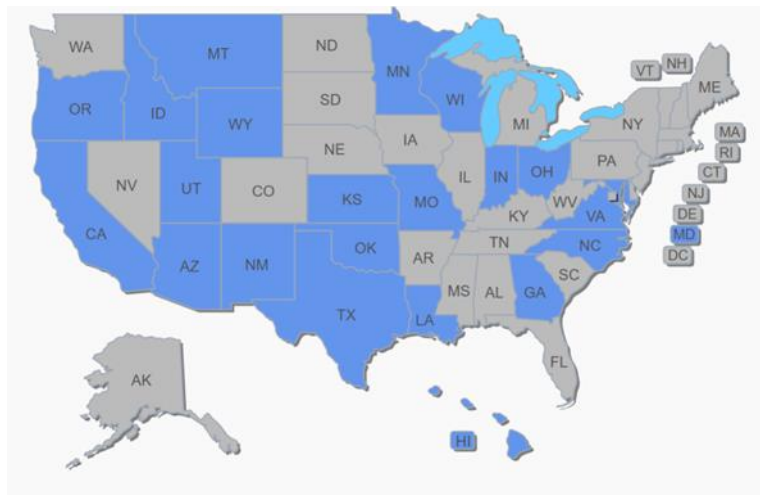 WA
MT
ND
MN
VT
NH
ME
OR
ID
WY
SD
WI
MI
NY
MA
RI
CT
NJ
DE
MD
DC
IA
NE
PA
NV
UT
CO
IL
IN
OH
KS
MO
WV
VA
KY
CA
OK
TN
NC
AZ
NM
AR
SC
MS
AL
GA
TX
LA
FL
AK
HI